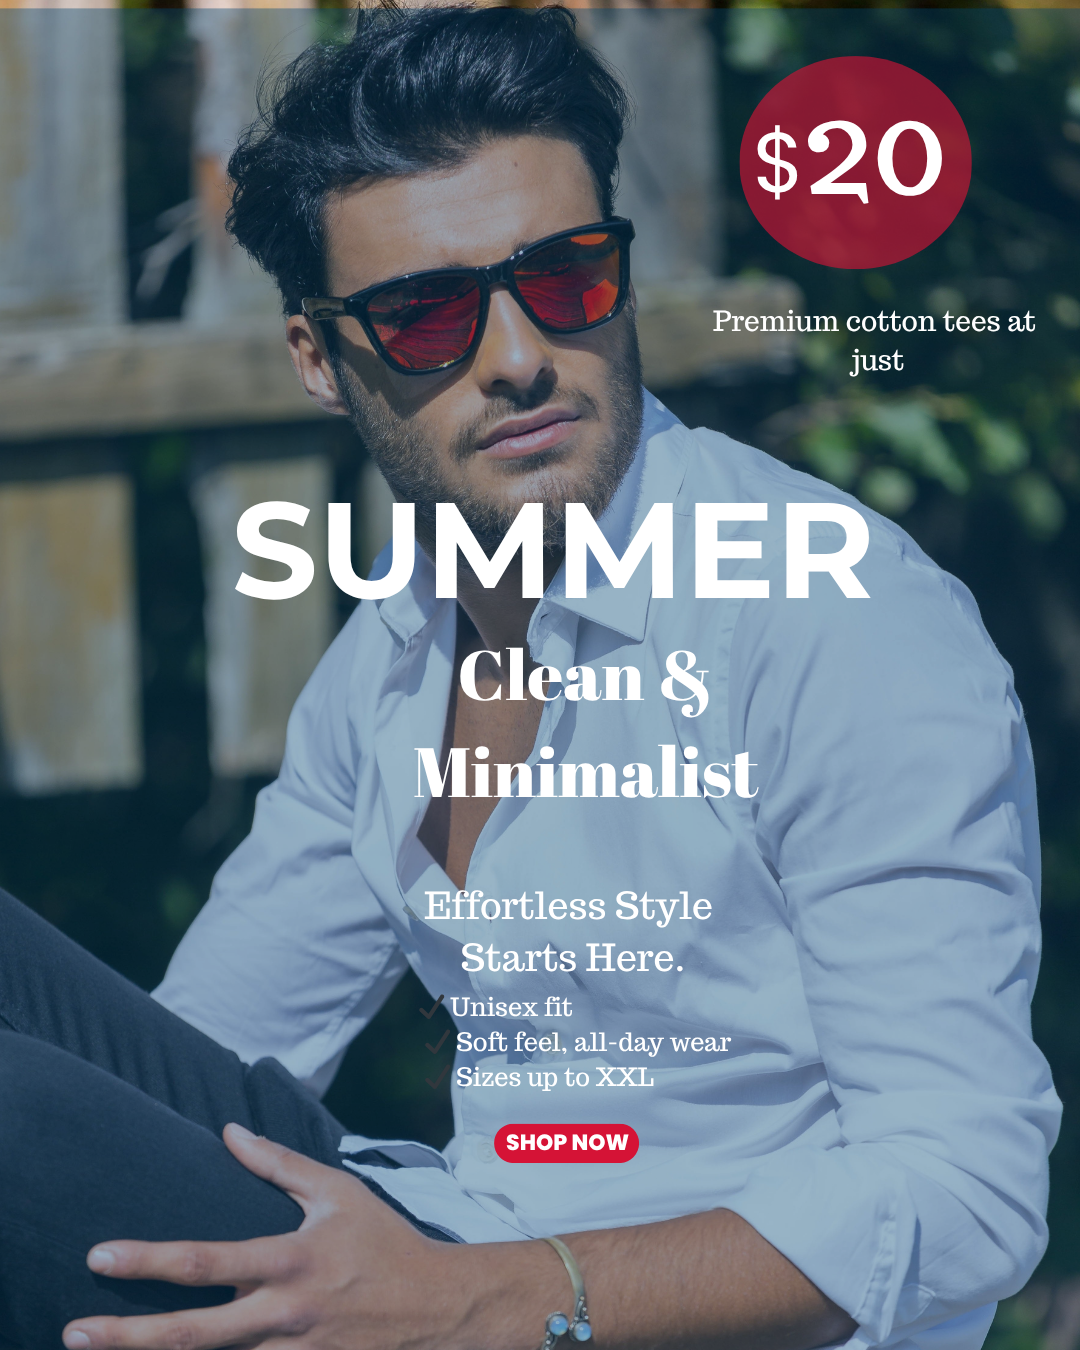 $20
Premium cotton tees at
just
SUMMER
Clean &
Minimalist
Effortless Style
Starts Here.
✓ Unisex fit
✓ Soft feel, all-day wear
✓ Sizes up to XXL
SHOP NOW